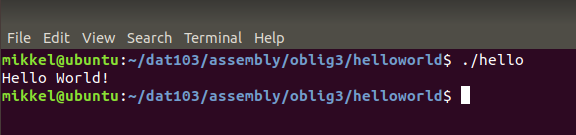 File Edit View Search Terminal Help
mikkel@ubuntu:~/dat103/assembly/oblig3/helloworld$ ./hello
Hello World!
mikkel@ubuntu:~/dat103/assembly/oblig3/helloworld$